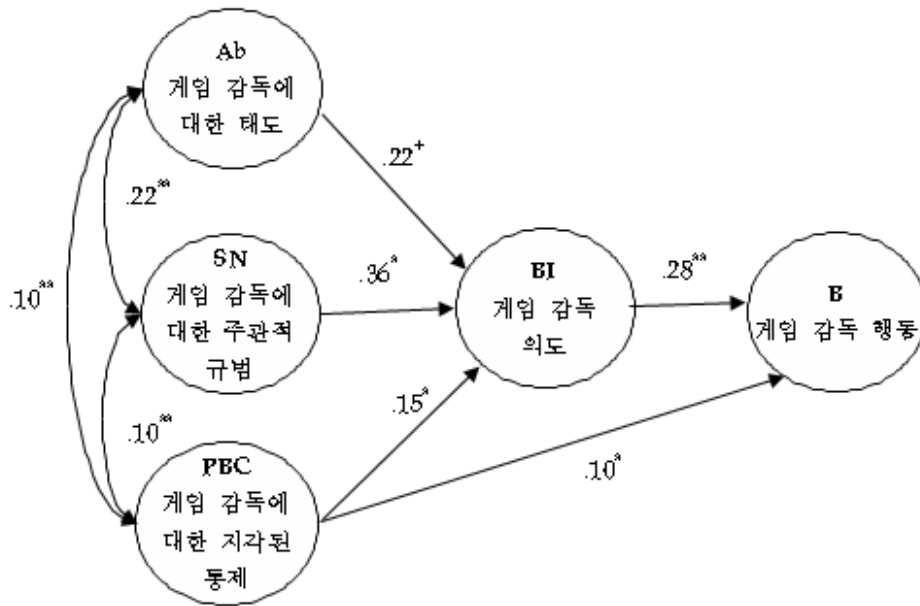 Ab
게임 감독에
대한 태도
.22⁺
.22**
SN
게임 감독에
대한 주관적
규범
.36*
BI
게임 감독
의도
.28**
B
게임 감독 행동
.10**
.10**
.15*
.10*
PBC
게임 감독에
대한 지각된
통제